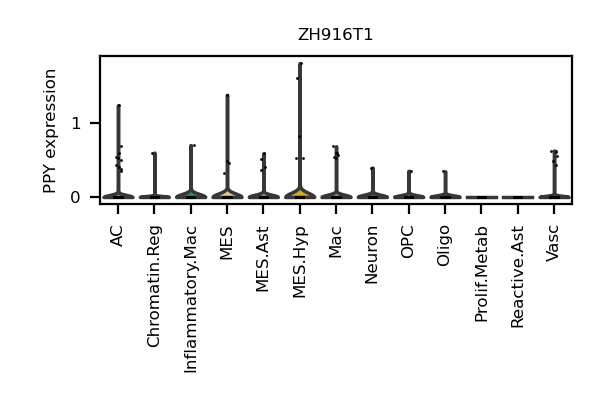 ZH916T1
PPY expression
1
0
AC
Chromatin.Reg
Inflammatory.Mac
MES
MES.Ast
MES.Hyp
Mac
Neuron
OPC
Oligo
Prolif.Metab
Reactive.Ast
Vasc